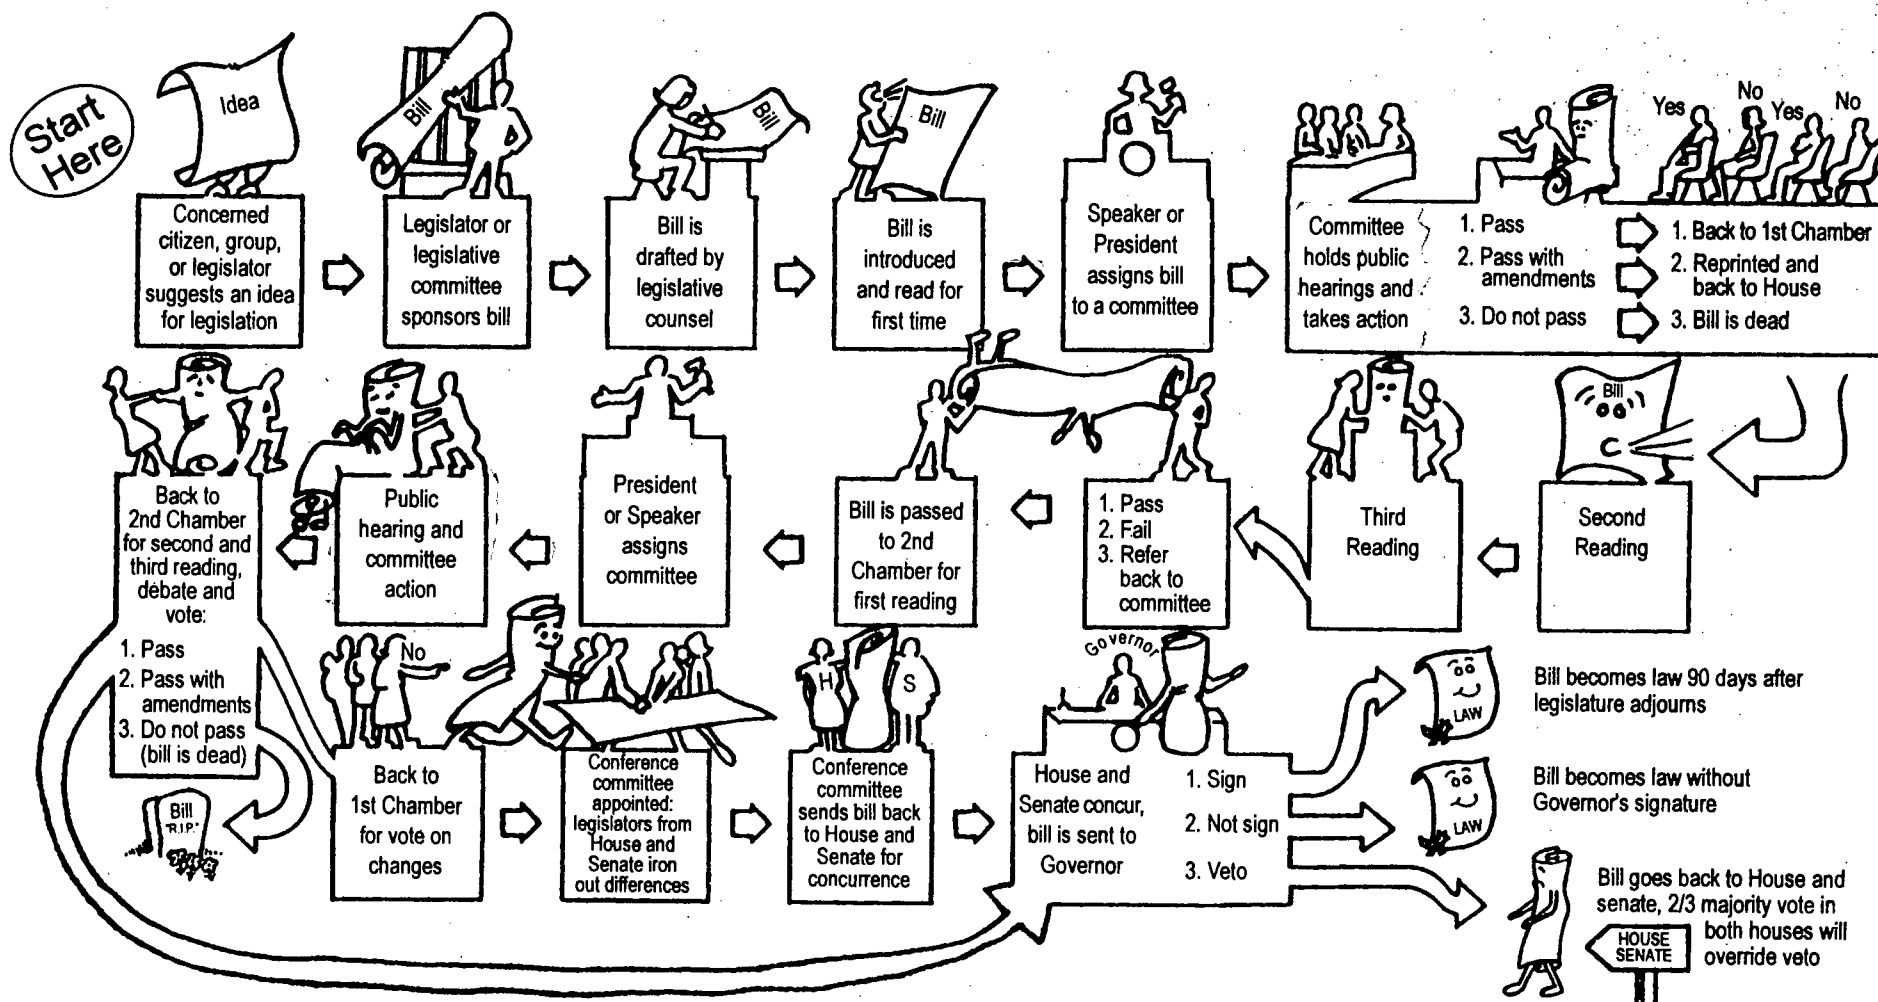 Start
Here
Idea
Concerned
citizen, group,
or legislator
suggests an idea
for legislation
Bill
Legislator or
legislative
committee
sponsors bill
Bill
Bill is
drafted by
legislative
counsel
Bill
Bill is
introduced
and read for
first time
Speaker or
President
assigns bill
to a committee
Committee
holds public
hearings and
takes action
1. Pass
2. Pass with
amendments
3. Do not pass
Yes
No
Yes
No
1. Back to 1st Chamber
2. Reprinted and
back to House
3. Bill is dead
Bill
Second
Reading
Third
Reading
1. Pass
2. Fail
3. Refer
back to
committee
Bill is passed
to 2nd
Chamber for
first reading
President
or Speaker
assigns
committee
Public
hearing and
committee
action
Back to
2nd Chamber
for second and
third reading,
debate and
vote:
1. Pass
2. Pass with
amendments
3. Do not pass
(bill is dead)
Bill
"R.I.P."
No
Back to
1st Chamber
for vote on
changes
Conference
committee
appointed:
legislators from
House and
Senate iron
out differences
H
S
Conference
committee
sends bill back
to House and
Senate for
concurrence
Governor
House and
Senate concur,
bill is sent to
Governor
1. Sign
2. Not sign
3. Veto
LAW
Bill becomes law 90 days after
legislature adjourns
LAW
Bill becomes law without
Governor's signature
Bill goes back to House and
senate, 2/3 majority vote in
both houses will
override veto
HOUSE
SENATE